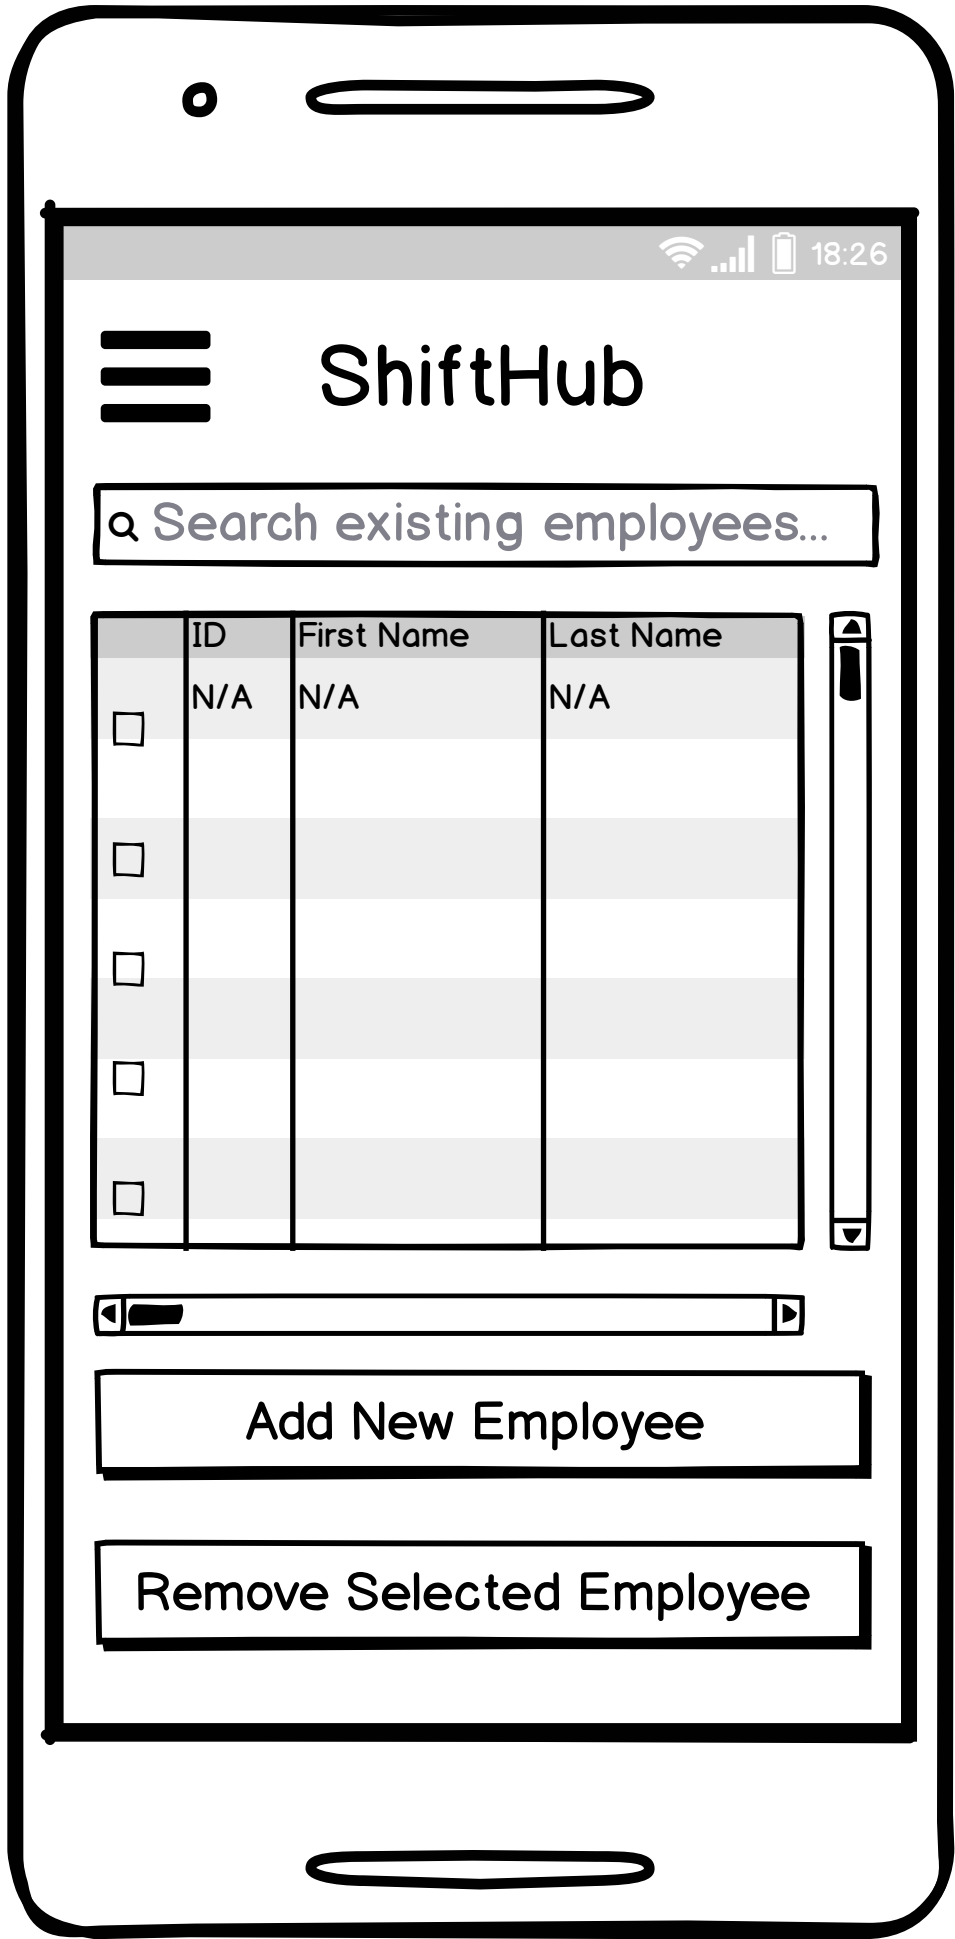 18:26
ShiftHub
Search existing employees...
ID First Name Last Name
N/A N/A N/A
Add New Employee
Remove Selected Employee